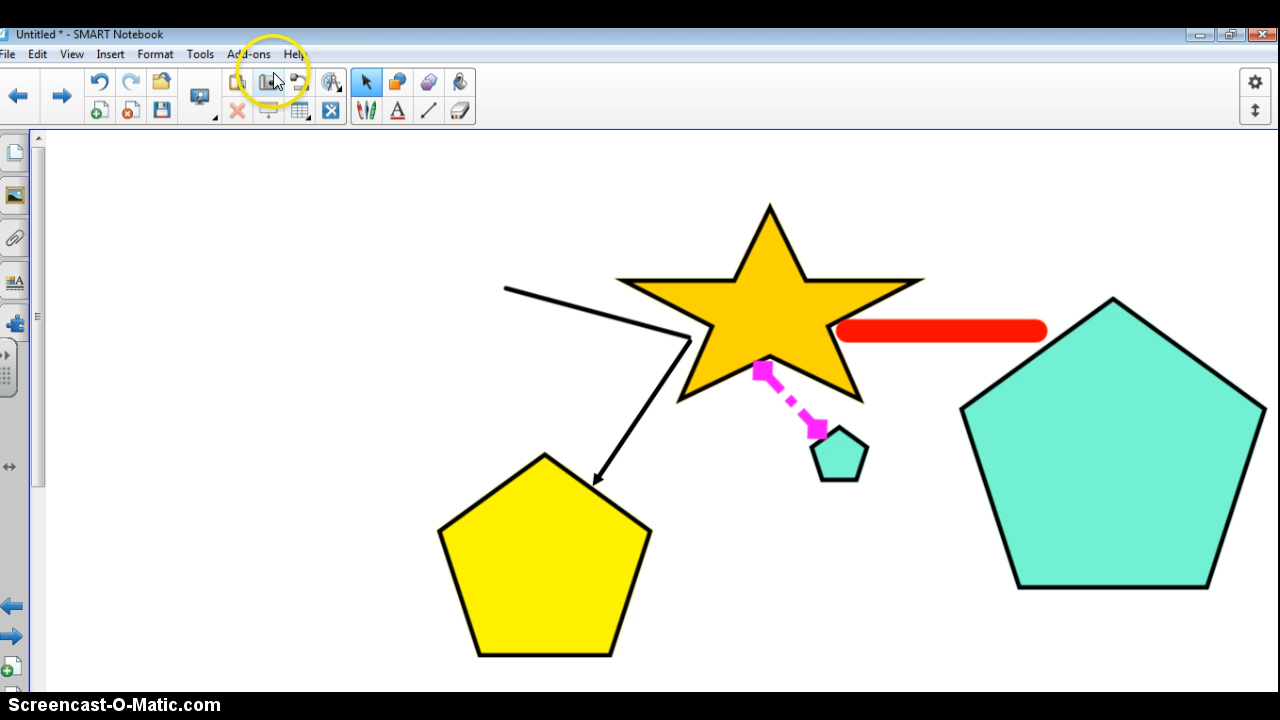 Untitled * - SMART Notebook
File Edit View Insert Format Tools Add-ons Help
A
A
Screencast-O-Matic.com